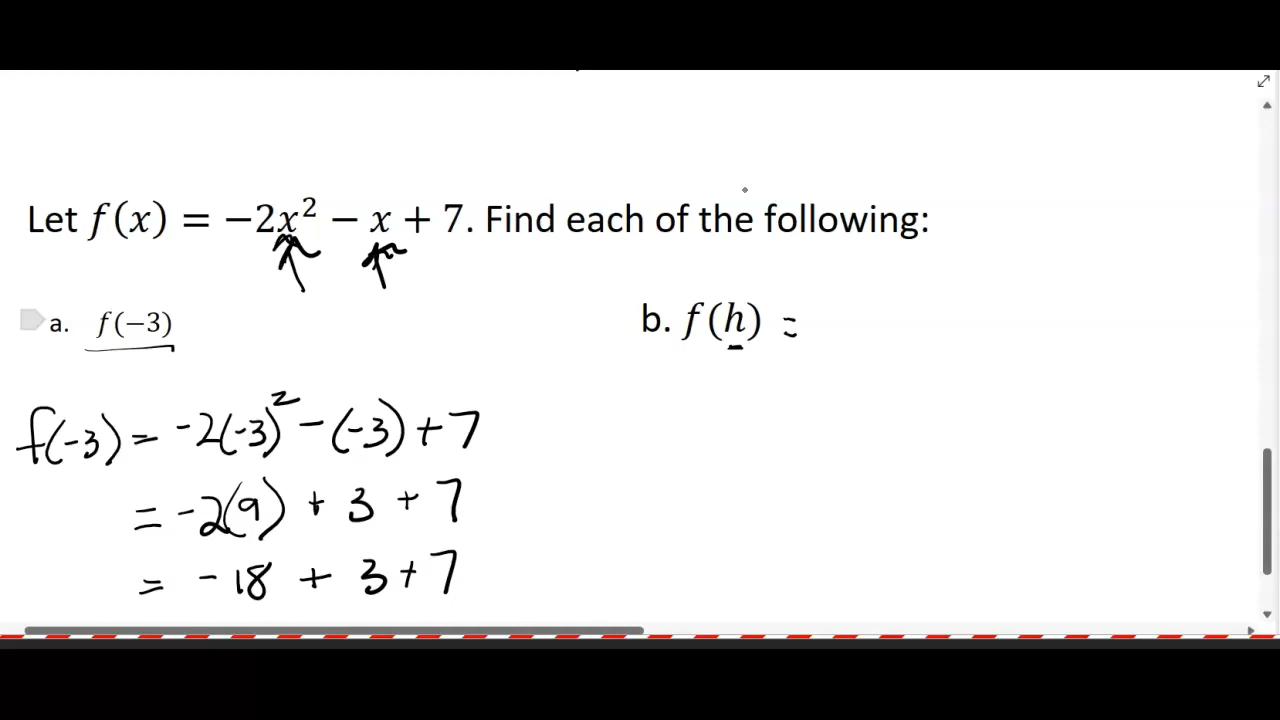 Let f(x) = −2x² − x + 7. Find each of the following:
a. f(−3)
b. f(h) =
f(-3) = -2(-3)² - (-3) + 7
= -2(9) + 3 + 7
= -18 + 3 + 7